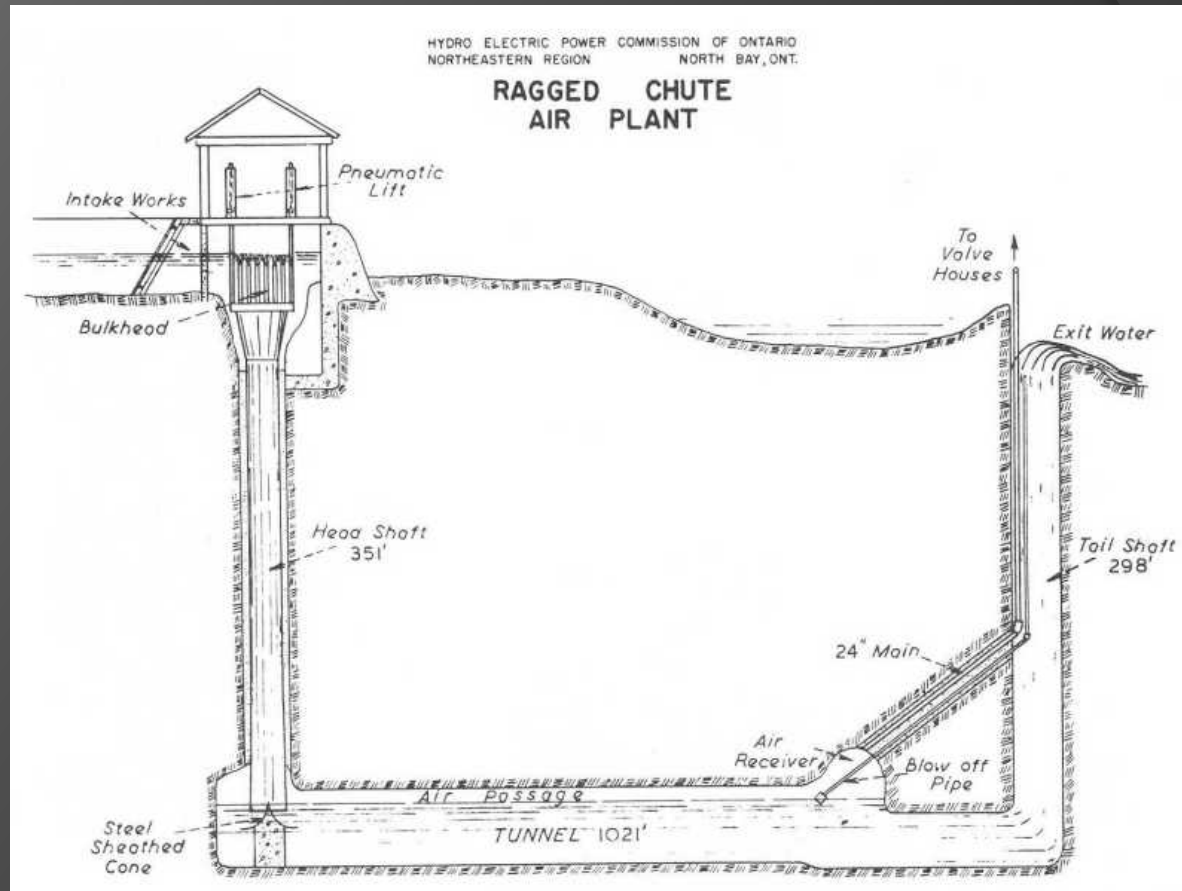 HYDRO ELECTRIC POWER COMMISSION OF ONTARIO
NORTHEASTERN REGION NORTH BAY, ONT.
RAGGED CHUTE
AIR PLANT
Pneumatic
Lift
Intake Works
Bulkhead
To
Valve
Houses
Exit Water
Head Shaft
351'
Tail Shaft
298'
24" Main
Air
Receiver
Blow off
Pipe
Air Passage
TUNNEL 1021'
Steel
Sheathed
Cone